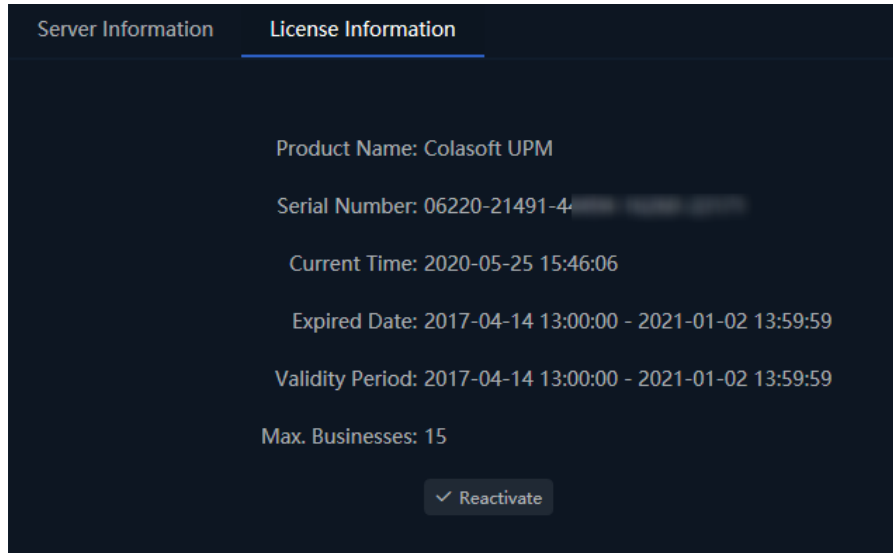 Server Information License Information
Product Name: Colasoft UPM
Serial Number: 06220-21491-4
Current Time: 2020-05-25 15:46:06
Expired Date: 2017-04-14 13:00:00 - 2021-01-02 13:59:59
Validity Period: 2017-04-14 13:00:00 - 2021-01-02 13:59:59
Max. Businesses: 15
Reactivate